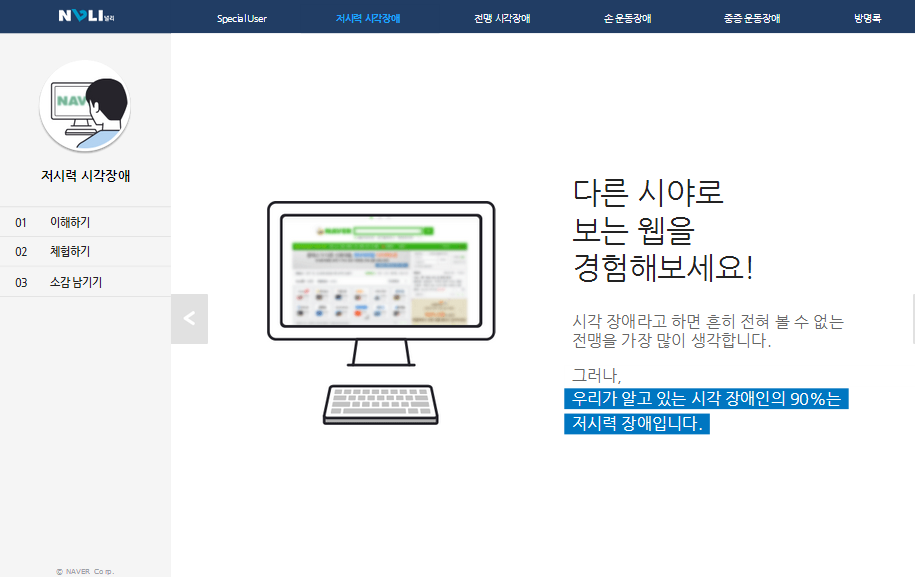 NULI 널리
Special User
저시력 시각장애
전맹 시각장애
손 운동장애
중증 운동장애
방명록
NAV
저시력 시각장애
01 이해하기
02 체험하기
03 소감 남기기
NAVER
다른 시야로
보는 웹을
경험해보세요!
시각 장애라고 하면 흔히 전혀 볼 수 없는
전맹을 가장 많이 생각합니다.
그러나,
우리가 알고 있는 시각 장애인의 90%는
저시력 장애입니다.
© NAVER Corp.